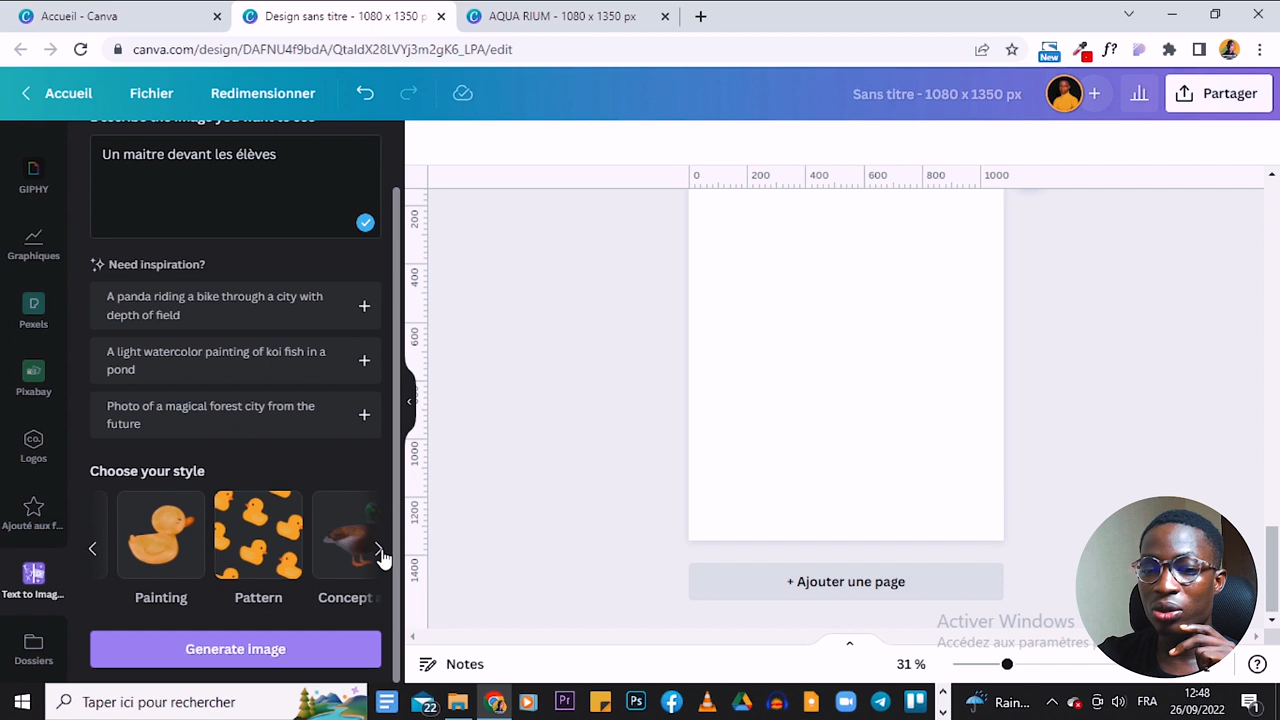 Accueil - Canva
Design sans titre - 1080 x 1350 p
AQUA RIUM - 1080 x 1350 px
canva.com/design/DAFNU4f9bdA/QtaIdX28LVYj3m2gK6_LPA/edit
New
f?
Accueil
Fichier
Redimensionner
Sans titre - 1080 x 1350 px
Partager
Un maitre devant les élèves
GIPHY
Graphiques
Need inspiration?
A panda riding a bike through a city with
depth of field
Pexels
A light watercolor painting of koi fish in a
pond
Pixabay
Photo of a magical forest city from the
future
CO.
Logos
Choose your style
Ajouté aux f...
Painting
Pattern
Concept
Text to Imag...
Generate image
Dossiers
0
200
400
600
800
1000
200
400
600
1000
1200
1400
+ Ajouter une page
Activer Windows
Accédez aux paramètres
Notes
31 %
Taper ici pour rechercher
22
Pr
Ps
Rain...
FRA
12:48
26/09/2022
1